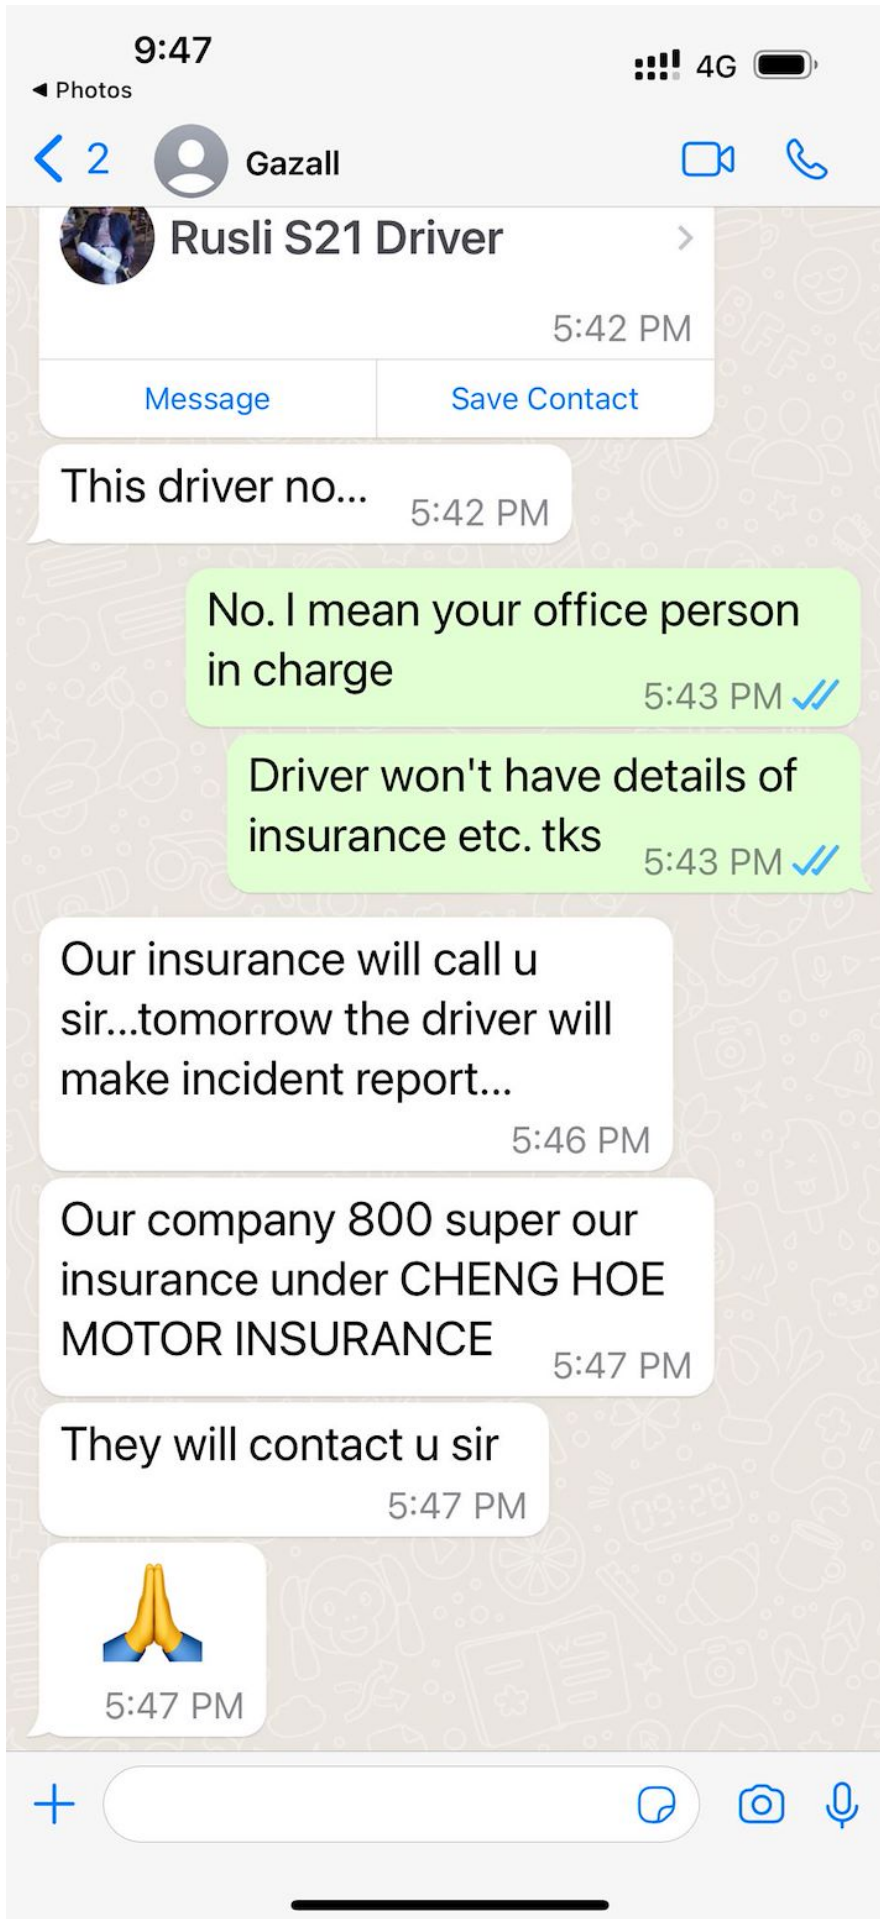 9:47
4G
◀ Photos
2
Gazall
Rusli S21 Driver
5:42 PM
Message
Save Contact
This driver no...
5:42 PM
No. I mean your office person
in charge
5:43 PM
Driver won't have details of
insurance etc. tks
5:43 PM
Our insurance will call u
sir...tomorrow the driver will
make incident report...
5:46 PM
Our company 800 super our
insurance under CHENG HOE
MOTOR INSURANCE
5:47 PM
They will contact u sir
5:47 PM
🙏
5:47 PM